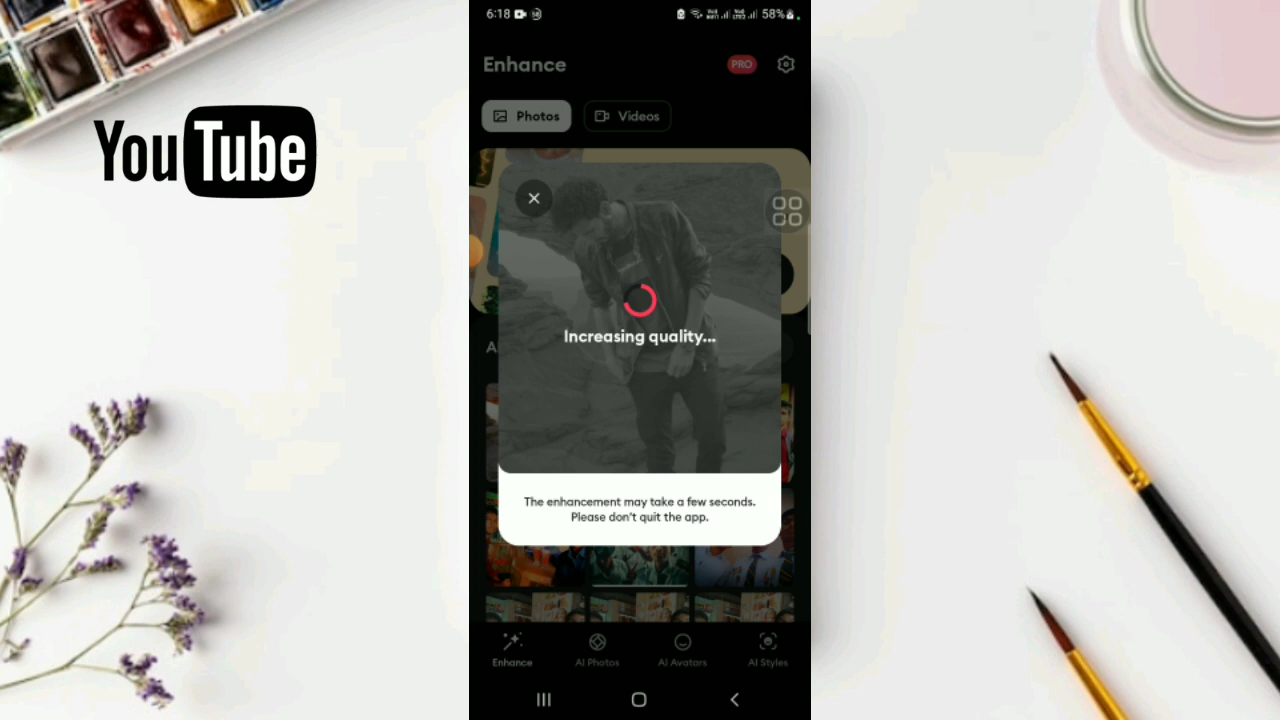 YouTube
6:18
58%
Enhance
PRO
Photos
Videos
Increasing quality...
The enhancement may take a few seconds.
Please don't quit the app.
Enhance
AI Photos
AI Avatars
AI Styles